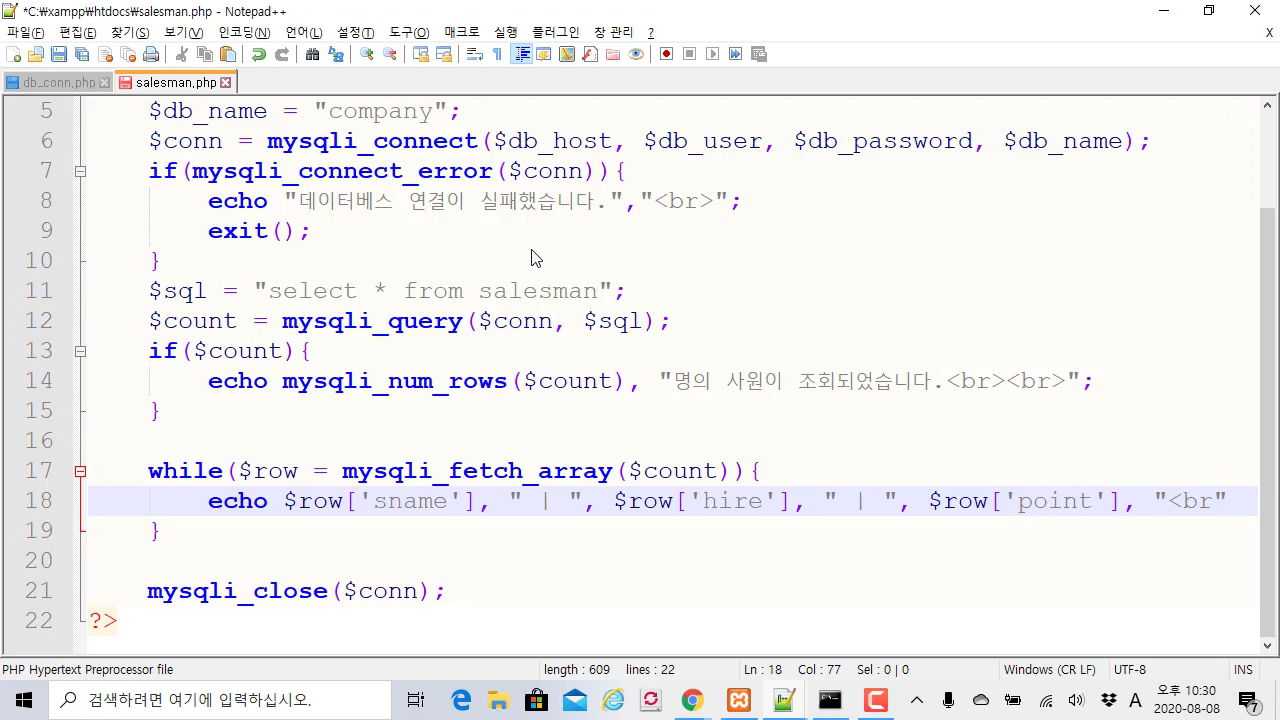 *C:₩xampp₩htdocs₩salesman.php - Notepad++
파일(F) 편집(E) 찾기(S) 보기(V) 인코딩(N) 언어(L) 설정(T) 도구(O) 매크로 실행 플러그인 창 관리 ? X
db_conn.php salesman.php
5 $db_name = "company";
6 $conn = mysqli_connect($db_host, $db_user, $db_password, $db_name);
7 if(mysqli_connect_error($conn)){
8 echo "데이터베스 연결이 실패했습니다.","<br>";
9 exit();
10 }
11 $sql = "select * from salesman";
12 $count = mysqli_query($conn, $sql);
13 if($count){
14 echo mysqli_num_rows($count), "명의 사원이 조회되었습니다.<br><br>";
15 }
16
17 while($row = mysqli_fetch_array($count)){
18 echo $row['sname'], " | ", $row['hire'], " | ", $row['point'], "<br"
19 }
20
21 mysqli_close($conn);
22 ?>
PHP Hypertext Preprocessor file length : 609 lines : 22 Ln : 18 Col : 77 Sel : 0 | 0 Windows (CR LF) UTF-8 INS
검색하려면 여기에 입력하십시오. A 오후 10:30
2020-08-08 7